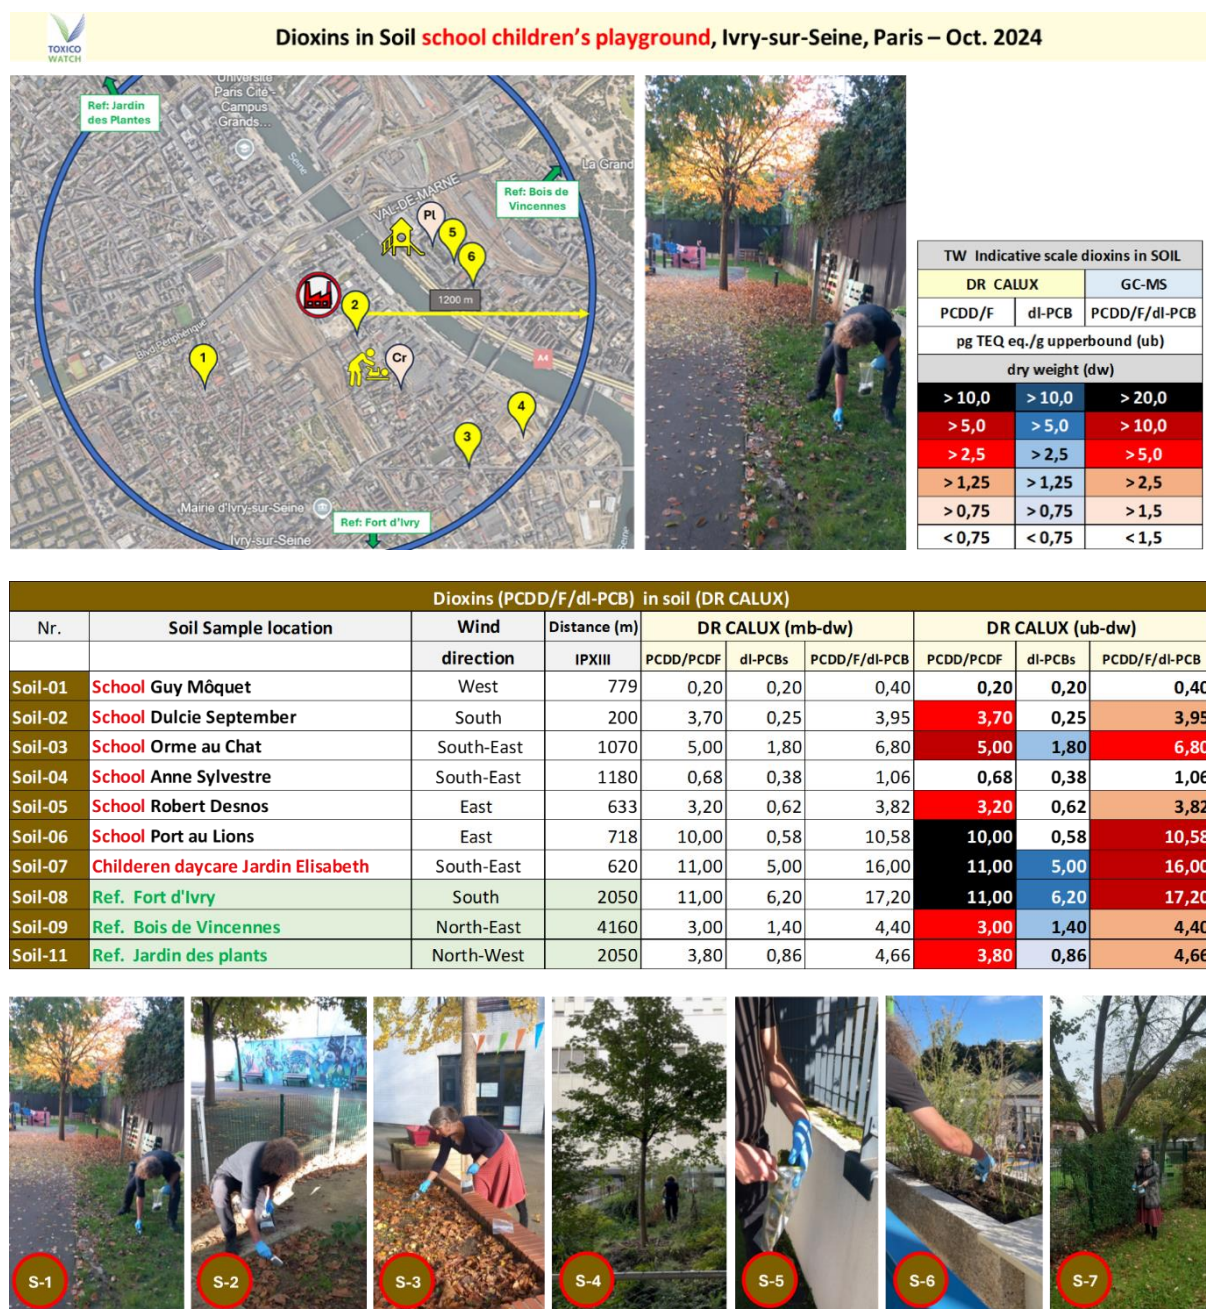 TOXICO
WATCH
Dioxins in Soil school children's playground, Ivry-sur-Seine, Paris – Oct. 2024
Université
Paris Cité -
Campus
Grands...
Ref: Jardin
des Plantes
Seine
La Grand
VAL-DE-MARNE
Ref: Bois de
Vincennes
Pl
5
6
1200 m
2
Blvd Périphérique
1
Cr
A4
4
3
Mairie d'Ivry-sur-Seine
Ref: Fort d'Ivry
Ivry-sur-Seine
Seine
TW Indicative scale dioxins in SOIL
DR CALUX GC-MS
PCDD/F dl-PCB PCDD/F/dl-PCB
pg TEQ eq./g upperbound (ub)
dry weight (dw)
> 10,0 > 10,0 > 20,0
> 5,0 > 5,0 > 10,0
> 2,5 > 2,5 > 5,0
> 1,25 > 1,25 > 2,5
> 0,75 > 0,75 > 1,5
< 0,75 < 0,75 < 1,5
Dioxins (PCDD/F/dl-PCB) in soil (DR CALUX)
Nr. Soil Sample location Wind Distance (m) DR CALUX (mb-dw) DR CALUX (ub-dw)
direction IPXIII PCDD/PCDF dl-PCBs PCDD/F/dl-PCB PCDD/PCDF dl-PCBs PCDD/F/dl-PCB
Soil-01 School Guy Môquet West 779 0,20 0,20 0,40 0,20 0,20 0,40
Soil-02 School Dulcie September South 200 3,70 0,25 3,95 3,70 0,25 3,95
Soil-03 School Orme au Chat South-East 1070 5,00 1,80 6,80 5,00 1,80 6,80
Soil-04 School Anne Sylvestre South-East 1180 0,68 0,38 1,06 0,68 0,38 1,06
Soil-05 School Robert Desnos East 633 3,20 0,62 3,82 3,20 0,62 3,82
Soil-06 School Port au Lions East 718 10,00 0,58 10,58 10,00 0,58 10,58
Soil-07 Childeren daycare Jardin Elisabeth South-East 620 11,00 5,00 16,00 11,00 5,00 16,00
Soil-08 Ref. Fort d'Ivry South 2050 11,00 6,20 17,20 11,00 6,20 17,20
Soil-09 Ref. Bois de Vincennes North-East 4160 3,00 1,40 4,40 3,00 1,40 4,40
Soil-11 Ref. Jardin des plants North-West 2050 3,80 0,86 4,66 3,80 0,86 4,66
S-1
S-2
S-3
S-4
S-5
S-6
S-7